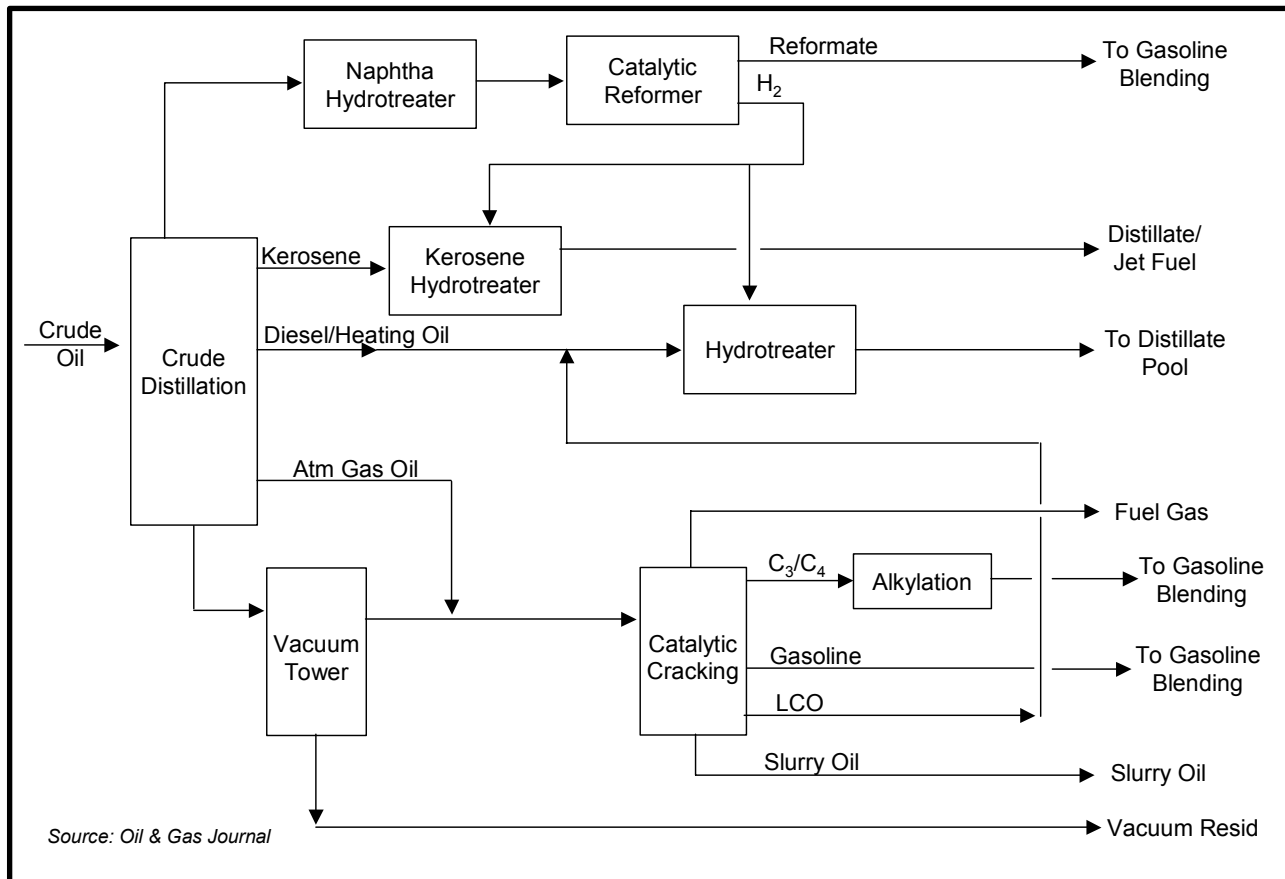 Reformate
To Gasoline
Blending
Naphtha
Hydrotreater
Catalytic
Reformer
H₂
Kerosene
Kerosene
Hydrotreater
Distillate/
Jet Fuel
Crude
Oil
Crude
Distillation
Diesel/Heating Oil
Hydrotreater
To Distillate
Pool
Atm Gas Oil
Fuel Gas
C₃/C₄
Alkylation
To Gasoline
Blending
Vacuum
Tower
Catalytic
Cracking
Gasoline
To Gasoline
Blending
LCO
Slurry Oil
Slurry Oil
Vacuum Resid
Source: Oil & Gas Journal